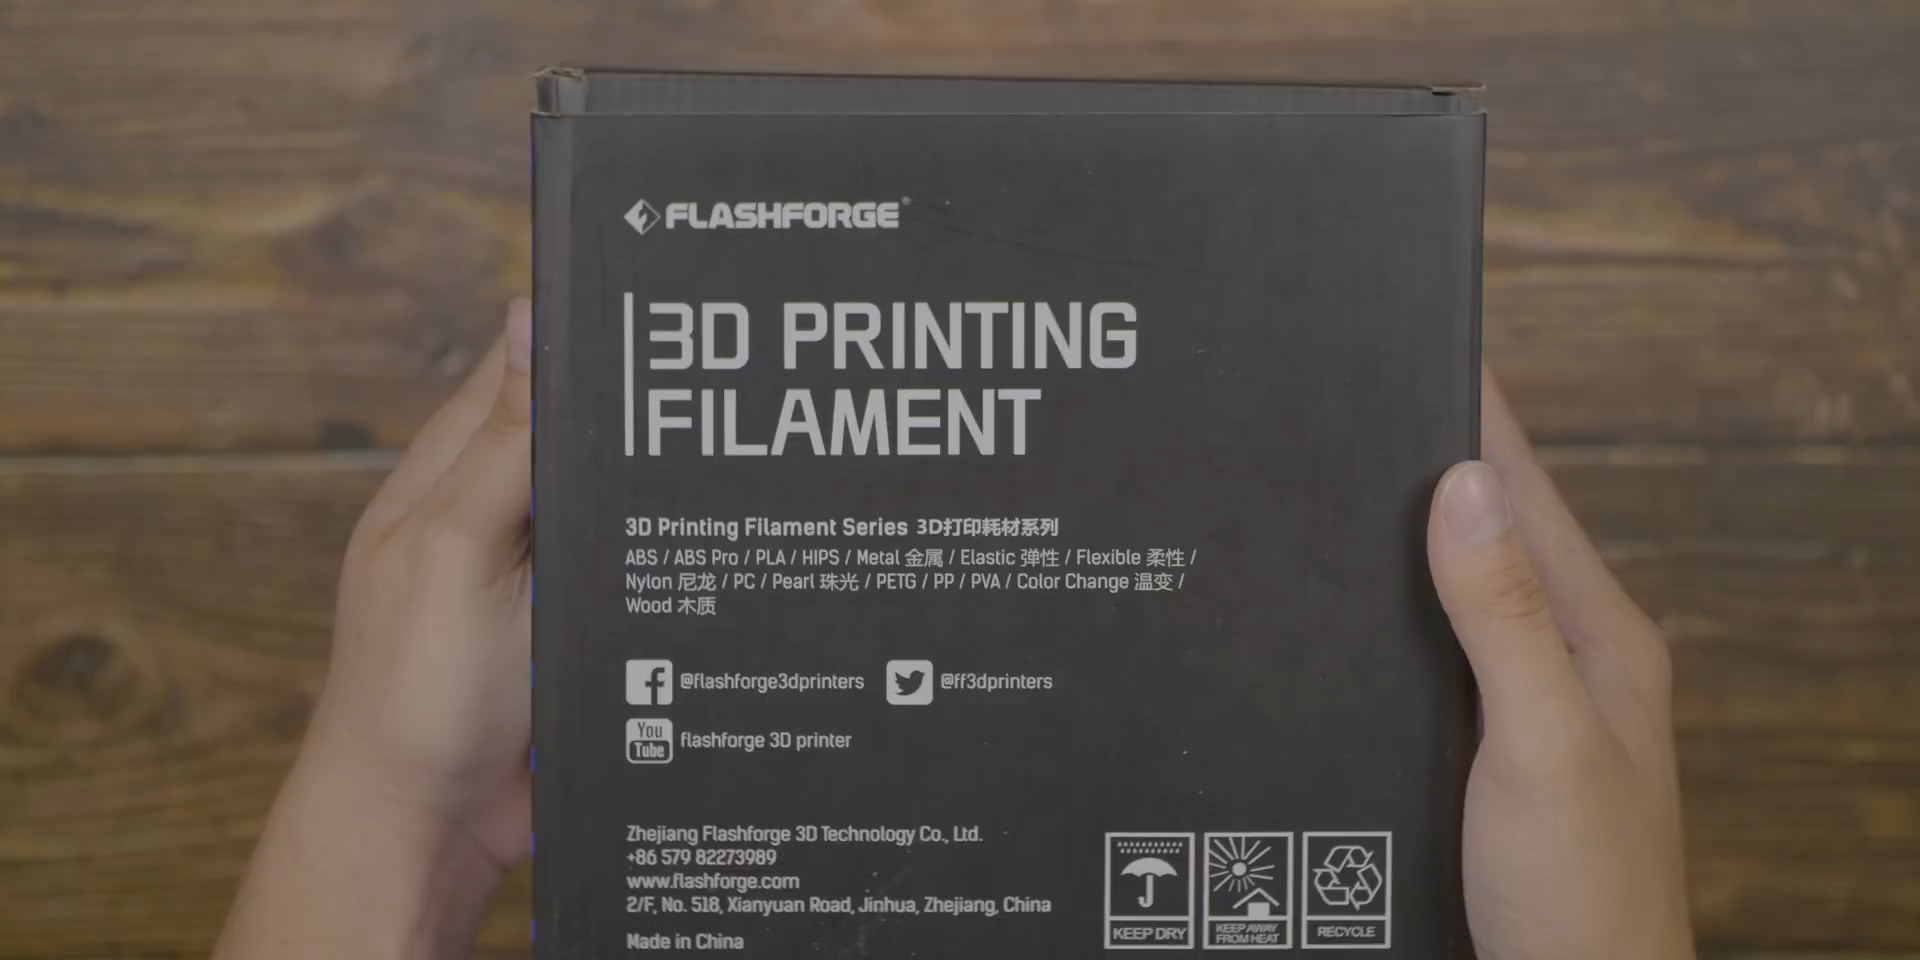 FLASHFORGE®
3D PRINTING
FILAMENT
3D Printing Filament Series 3D打印耗材系列
ABS / ABS Pro / PLA / HIPS / Metal 金属 / Elastic 弹性 / Flexible 柔性 /
Nylon 尼龙 / PC / Pearl 珠光 / PETG / PP / PVA / Color Change 温变 /
Wood 木质
@flashforge3dprinters @ff3dprinters
You
Tube flashforge 3D printer
Zhejiang Flashforge 3D Technology Co., Ltd.
+86 579 82273989
www.flashforge.com
2/F, No. 518, Xianyuan Road, Jinhua, Zhejiang, China
Made in China
KEEP DRY
KEEP AWAY
FROM HEAT
RECYCLE